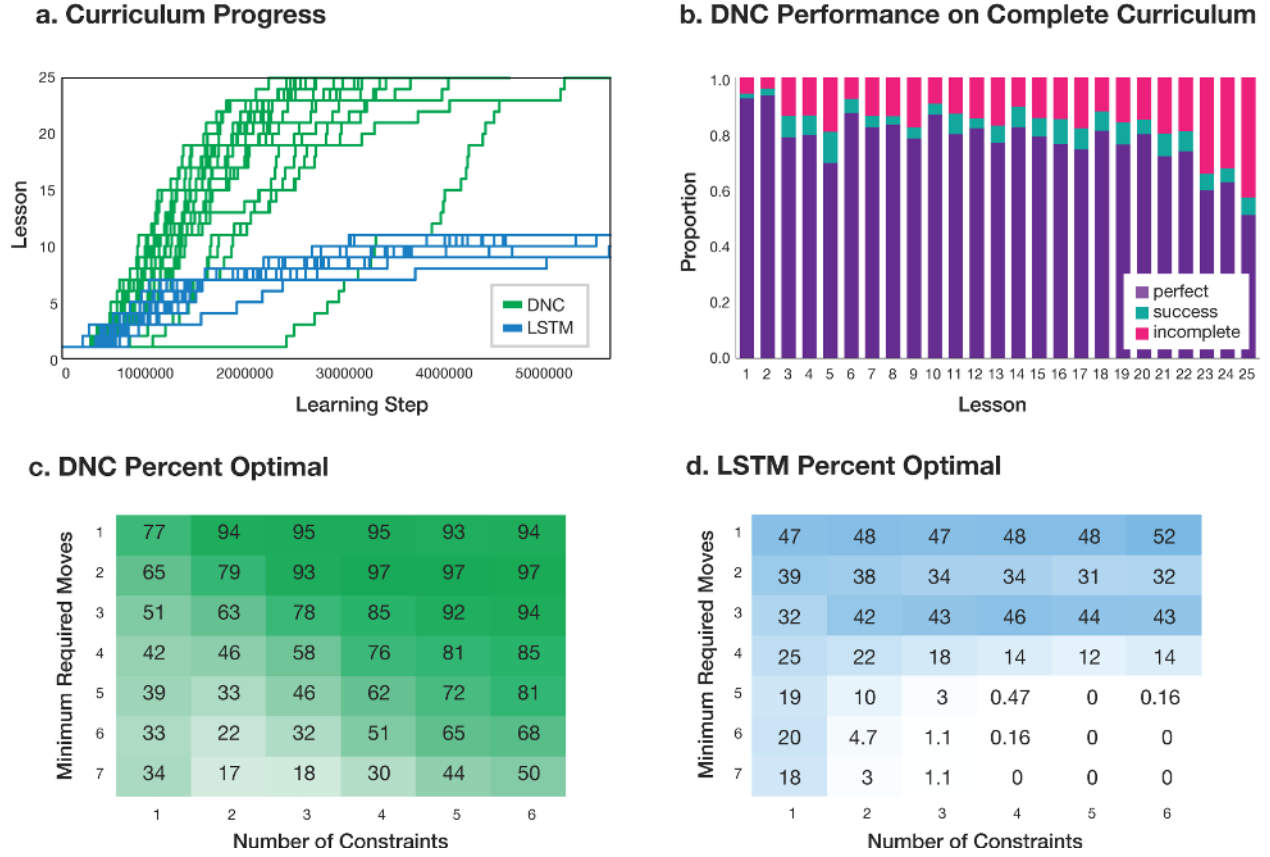 a. Curriculum Progress
25
20
15
10
5
0
Lesson
0 1000000 2000000 3000000 4000000 5000000
Learning Step
DNC
LSTM
b. DNC Performance on Complete Curriculum
1.0
0.8
0.6
0.4
0.2
0.0
Proportion
perfect
success
incomplete
1 2 3 4 5 6 7 8 9 10 11 12 13 14 15 16 17 18 19 20 21 22 23 24 25
Lesson
c. DNC Percent Optimal
Minimum Required Moves
1 77 94 95 95 93 94
2 65 79 93 97 97 97
3 51 63 78 85 92 94
4 42 46 58 76 81 85
5 39 33 46 62 72 81
6 33 22 32 51 65 68
7 34 17 18 30 44 50
1 2 3 4 5 6
Number of Constraints
d. LSTM Percent Optimal
Minimum Required Moves
1 47 48 47 48 48 52
2 39 38 34 34 31 32
3 32 42 43 46 44 43
4 25 22 18 14 12 14
5 19 10 3 0.47 0 0.16
6 20 4.7 1.1 0.16 0 0
7 18 3 1.1 0 0 0
1 2 3 4 5 6
Number of Constraints